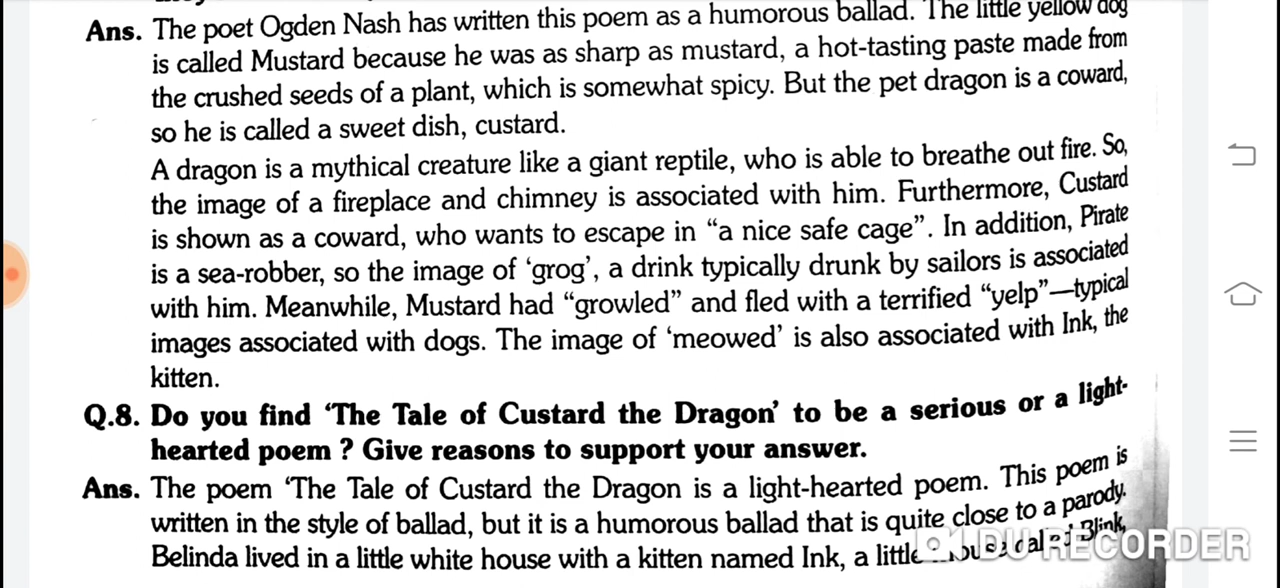 Ans. The poet Ogden Nash has written this poem as a humorous ballad. The little yellow dog
is called Mustard because he was as sharp as mustard, a hot-tasting paste made from
the crushed seeds of a plant, which is somewhat spicy. But the pet dragon is a coward,
so he is called a sweet dish, custard.
A dragon is a mythical creature like a giant reptile, who is able to breathe out fire. So,
the image of a fireplace and chimney is associated with him. Furthermore, Custard
is shown as a coward, who wants to escape in “a nice safe cage”. In addition, Pirate
is a sea-robber, so the image of ‘grog’, a drink typically drunk by sailors is associated
with him. Meanwhile, Mustard had “growled” and fled with a terrified “yelp”—typical
images associated with dogs. The image of ‘meowed’ is also associated with Ink, the
kitten.
Q.8. Do you find ‘The Tale of Custard the Dragon’ to be a serious or a light-
hearted poem ? Give reasons to support your answer.
Ans. The poem ‘The Tale of Custard the Dragon is a light-hearted poem. This poem is
written in the style of ballad, but it is a humorous ballad that is quite close to a parody.
Belinda lived in a little white house with a kitten named Ink, a little mouse called Blink,
DU RECORDER